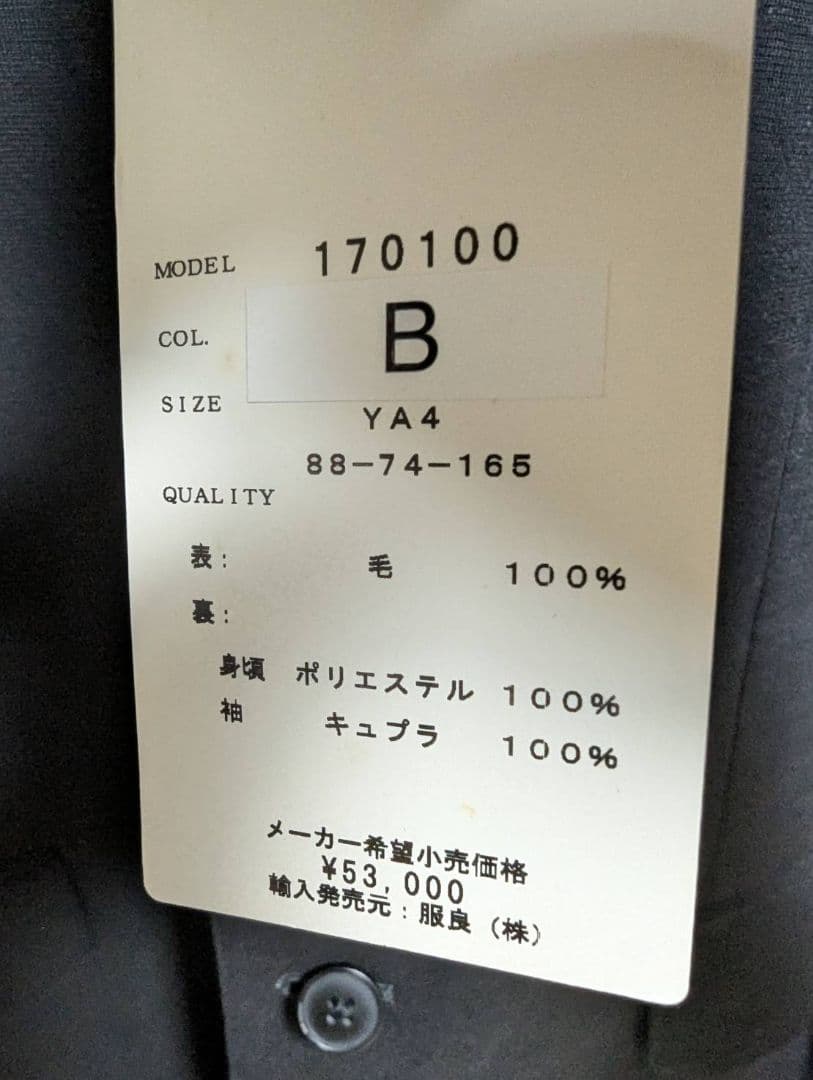 MODEL 170100
COL. B
SIZE YA4
88-74-165
QUALITY
表: 毛 100%
裏:
身頃 ポリエステル 100%
袖 キュプラ 100%
メーカー希望小売価格
¥53,000
輸入発売元:服良(株)